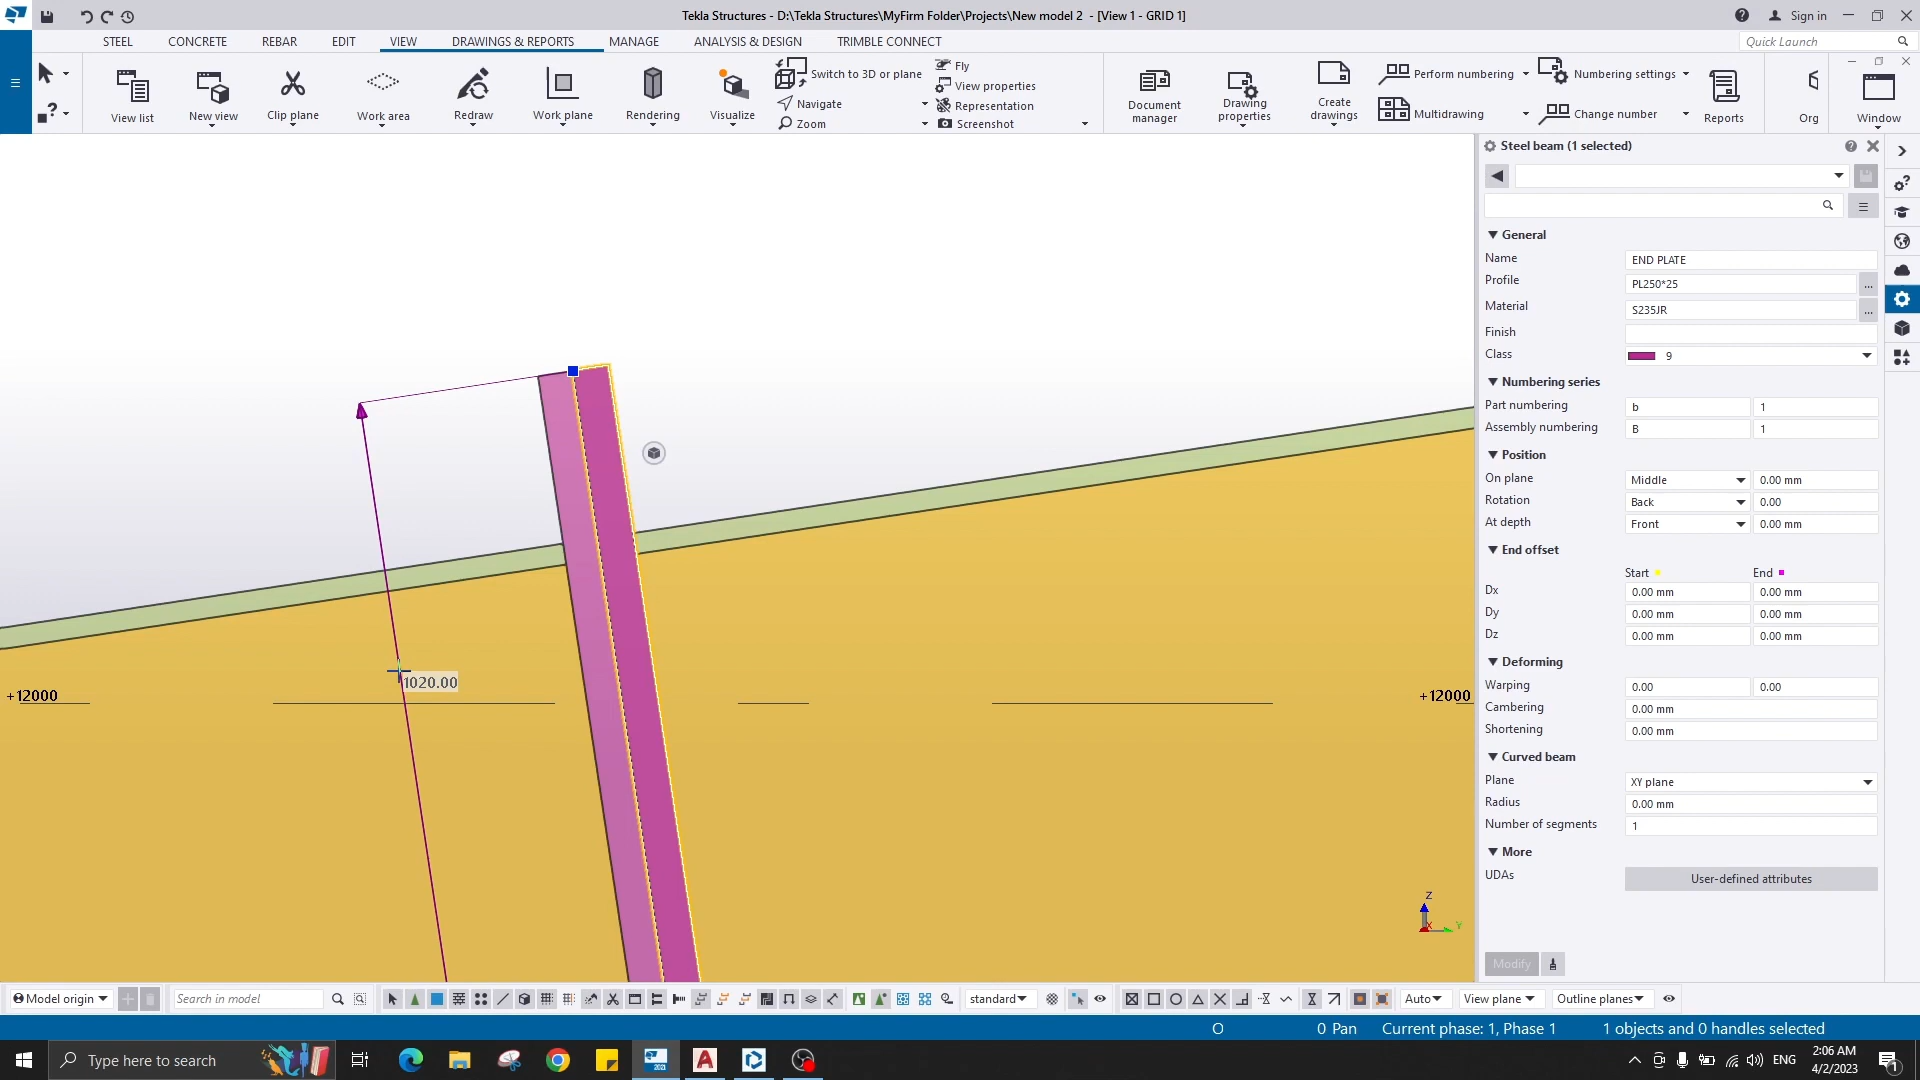 Tekla Structures - D:\Tekla Structures\MyFirm Folder\Projects\New model 2 - [View 1 - GRID 1]
Sign in
STEEL CONCRETE REBAR EDIT VIEW DRAWINGS & REPORTS MANAGE ANALYSIS & DESIGN TRIMBLE CONNECT
Quick Launch
View list
New view
Clip plane
Work area
Redraw
Work plane
Rendering
Visualize
Switch to 3D or plane
Navigate
Zoom
Fly
View properties
Representation
Screenshot
Document
manager
Drawing
properties
Create
drawings
Perform numbering
Multidrawing
Numbering settings
Change number
Reports
Org
Window
Steel beam (1 selected)
General
Name END PLATE
Profile PL250*25 ...
Material S235JR ...
Finish
Class 9
Numbering series
Part numbering b 1
Assembly numbering B 1
Position
On plane Middle 0.00 mm
Rotation Back 0.00
At depth Front 0.00 mm
End offset
Start End
Dx 0.00 mm 0.00 mm
Dy 0.00 mm 0.00 mm
Dz 0.00 mm 0.00 mm
Deforming
Warping 0.00 0.00
Cambering 0.00 mm
Shortening 0.00 mm
Curved beam
Plane XY plane
Radius 0.00 mm
Number of segments 1
More
UDAs User-defined attributes
Modify
1020.00
+12000 +12000
Z
Y
X
Model origin Search in model standard Auto View plane Outline planes
O 0 Pan Current phase: 1, Phase 1 1 objects and 0 handles selected
Type here to search
2021
ENG
2:06 AM
4/2/2023
1